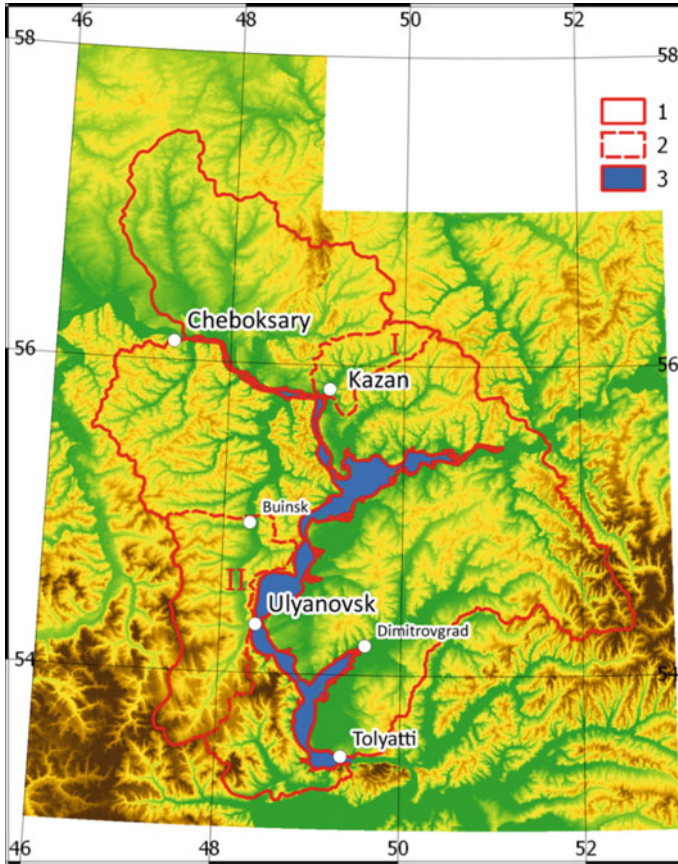 46 48 50 52
58 58
1
2
3
Cheboksary
I
56 56
Kazan
Buinsk
II
Ulyanovsk
Dimitrovgrad
54 54
Tolyatti
46 48 50 52